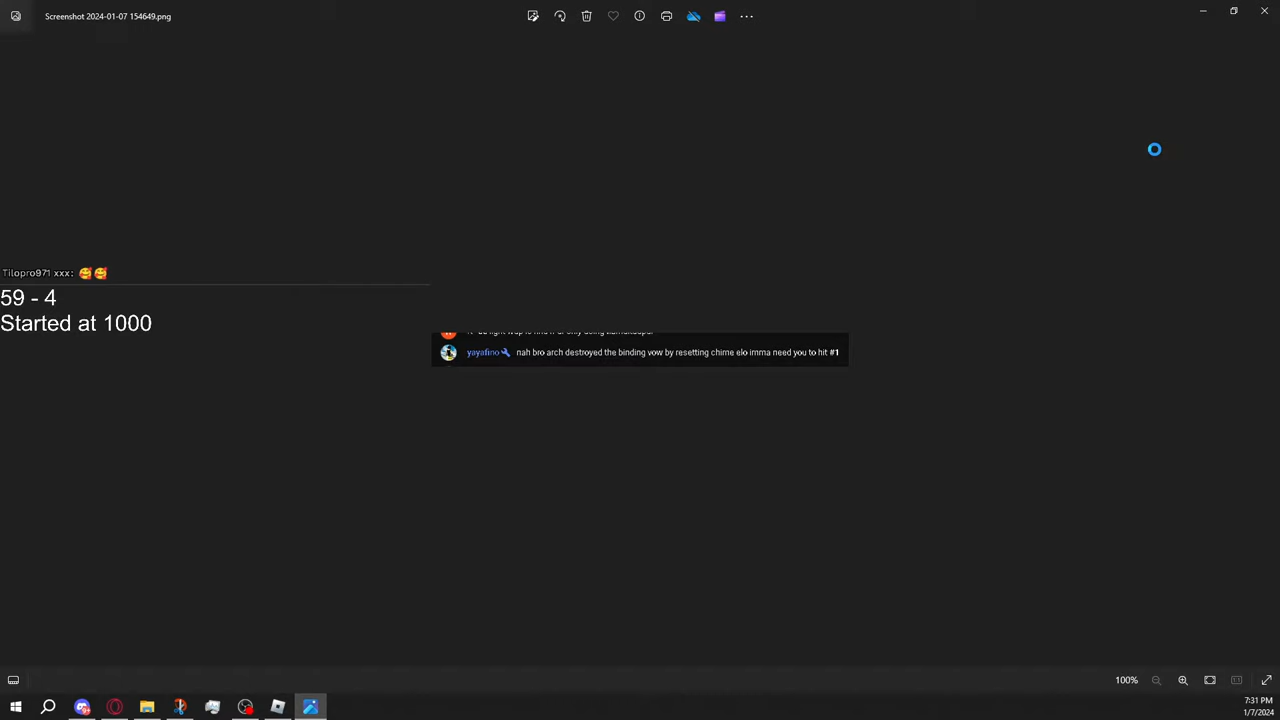 Screenshot 2024-01-07 154649.png
Tilopro971 xxx: 🥰🥰
59 - 4
Started at 1000
yayafino nah bro arch destroyed the binding vow by resetting chime elo imma need you to hit #1
100%
7:31 PM
1/7/2024